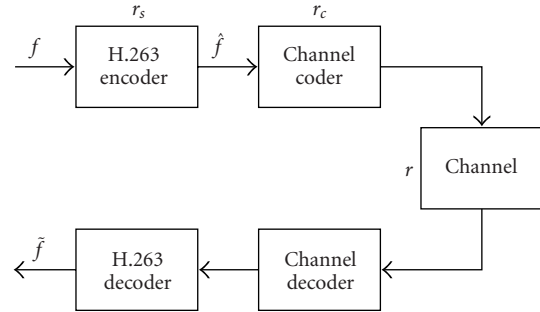 r_s
r_c
f
H.263
encoder
f̂
Channel
coder
r
Channel
f̃
H.263
decoder
Channel
decoder